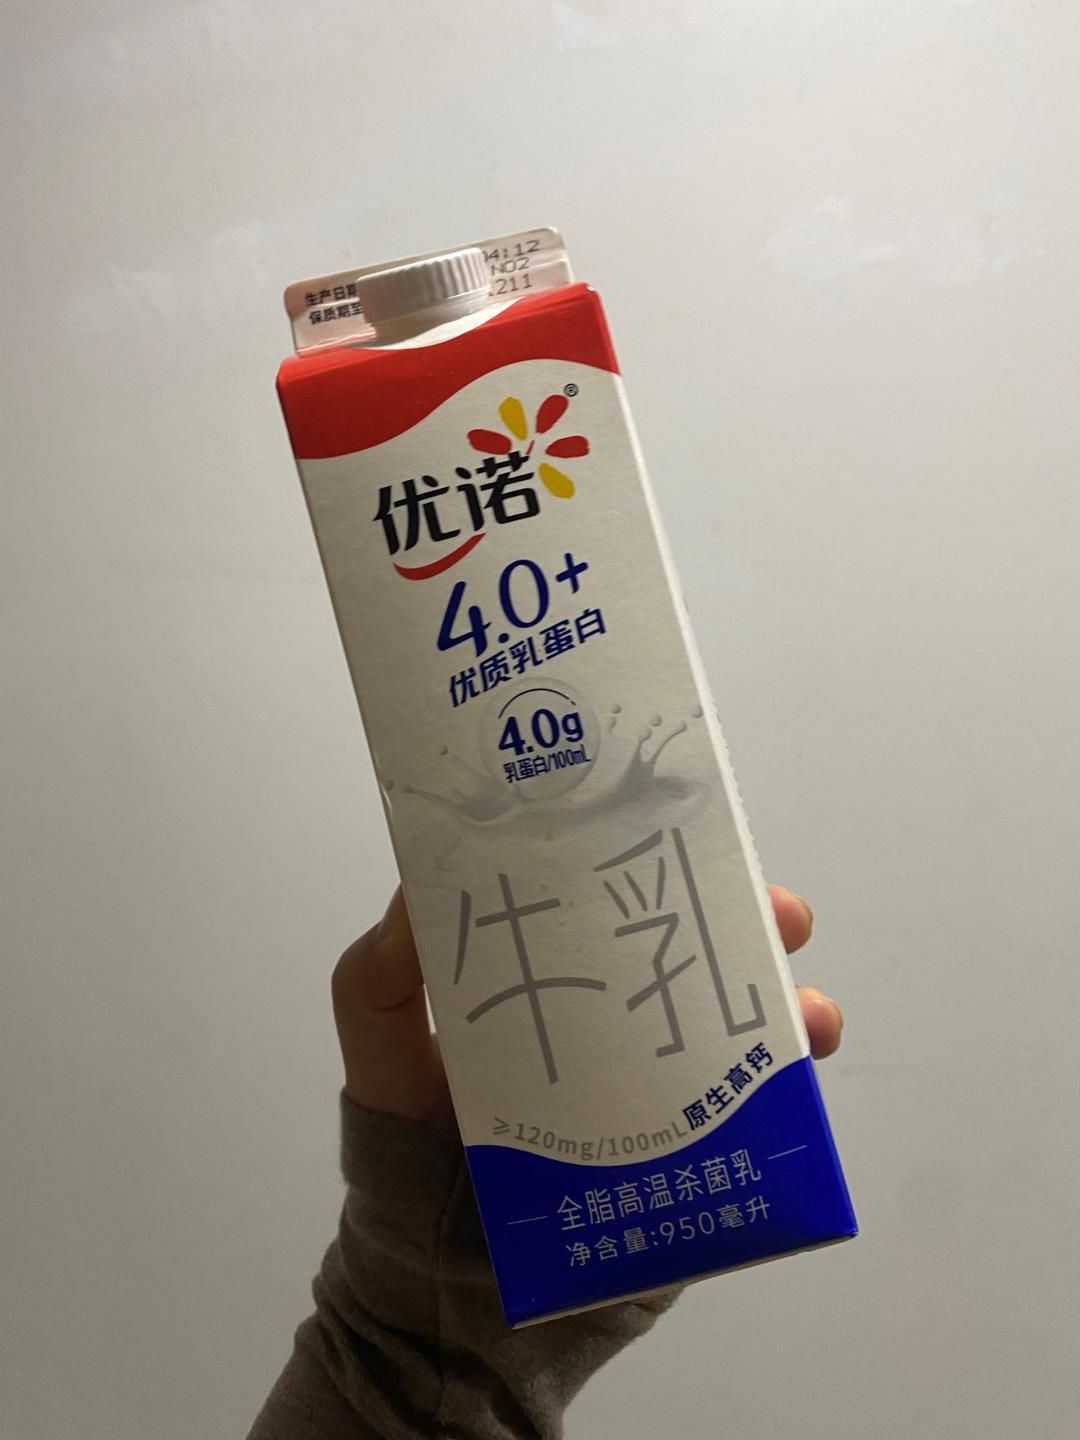 04:12
生产日期
NO2
保质期至
1211
优诺®
4.0+
优质乳蛋白
4.0g
乳蛋白/100mL
牛乳
≥120mg/100mL原生高钙
全脂高温杀菌乳
净含量:950毫升